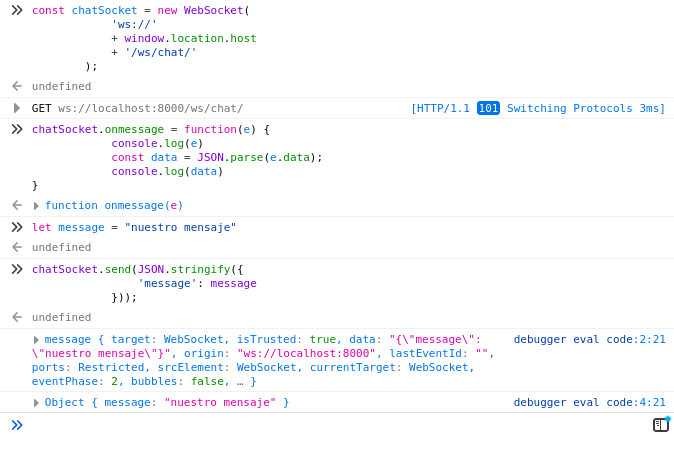 const chatSocket = new WebSocket(
'ws://'
+ window.location.host
+ '/ws/chat/'
);
undefined
GET ws://localhost:8000/ws/chat/ [HTTP/1.1 101 Switching Protocols 3ms]
chatSocket.onmessage = function(e) {
console.log(e)
const data = JSON.parse(e.data);
console.log(data)
}
function onmessage(e)
let message = "nuestro mensaje"
undefined
chatSocket.send(JSON.stringify({
'message': message
}));
undefined
message { target: WebSocket, isTrusted: true, data: "{\"message\": debugger eval code:2:21
\"nuestro mensaje\"}", origin: "ws://localhost:8000", lastEventId: "",
ports: Restricted, srcElement: WebSocket, currentTarget: WebSocket,
eventPhase: 2, bubbles: false, … }
Object { message: "nuestro mensaje" } debugger eval code:4:21